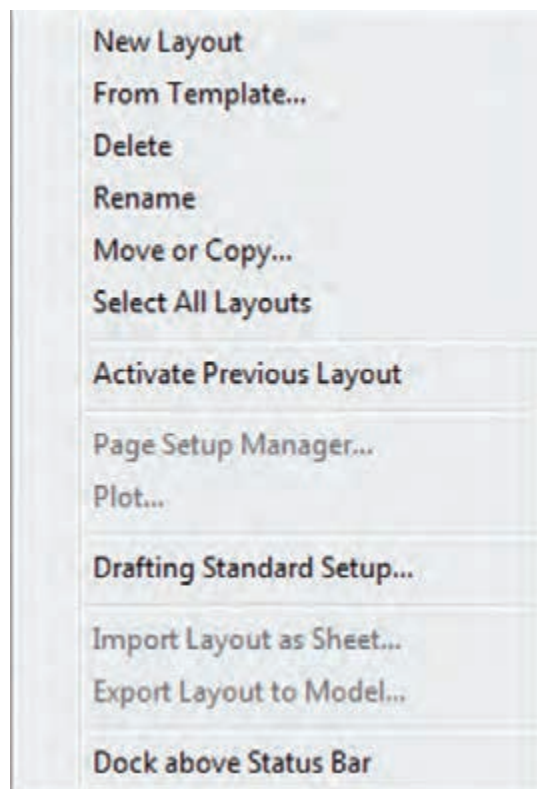 New Layout
From Template...
Delete
Rename
Move or Copy...
Select All Layouts
Activate Previous Layout
Page Setup Manager...
Plot...
Drafting Standard Setup...
Import Layout as Sheet...
Export Layout to Model...
Dock above Status Bar